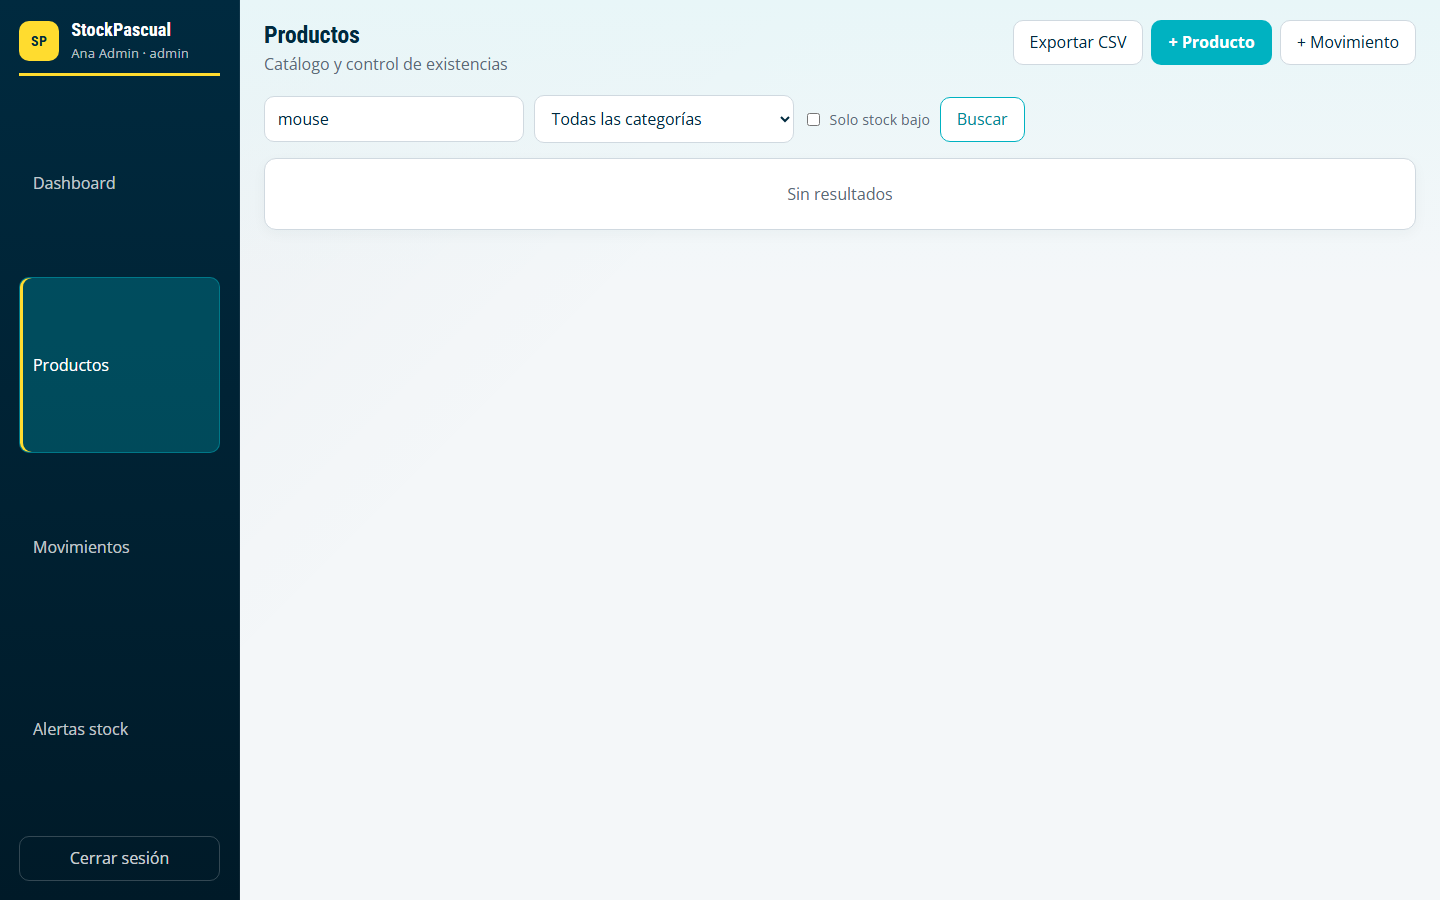 SP
StockPascual
Ana Admin · admin
Dashboard
Productos
Movimientos
Alertas stock
Cerrar sesión
Productos
Catálogo y control de existencias
Exportar CSV
+ Producto
+ Movimiento
mouse
Todas las categorías
Solo stock bajo
Buscar
Sin resultados